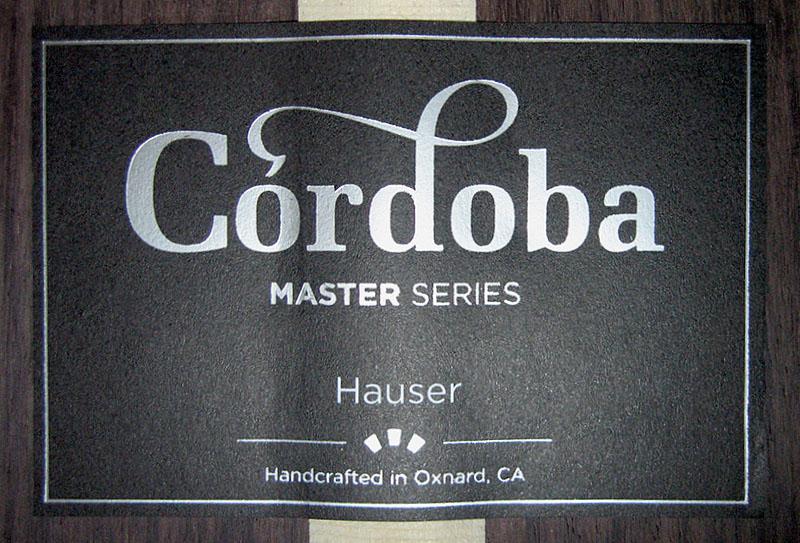 Córdoba
MASTER SERIES
Hauser
Handcrafted in Oxnard, CA